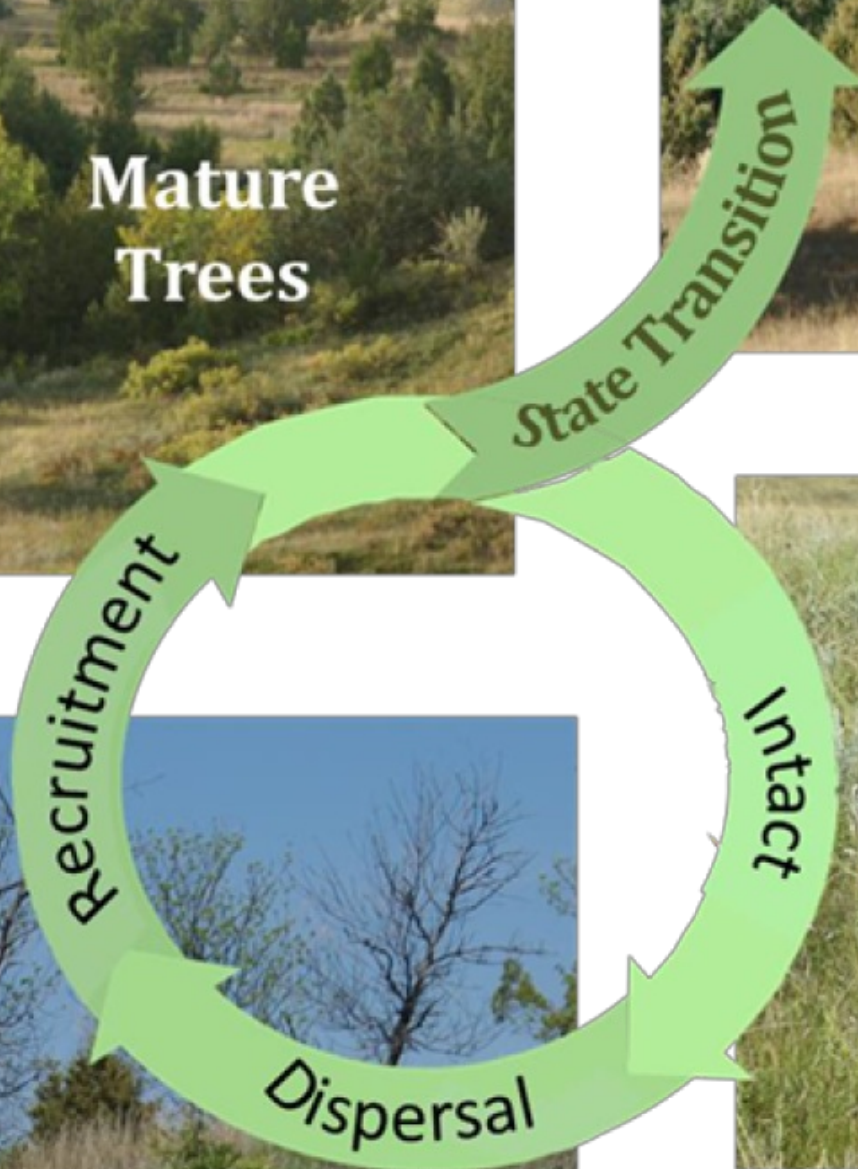 Mature
Trees
State Transition
Intact
Dispersal
Recruitment